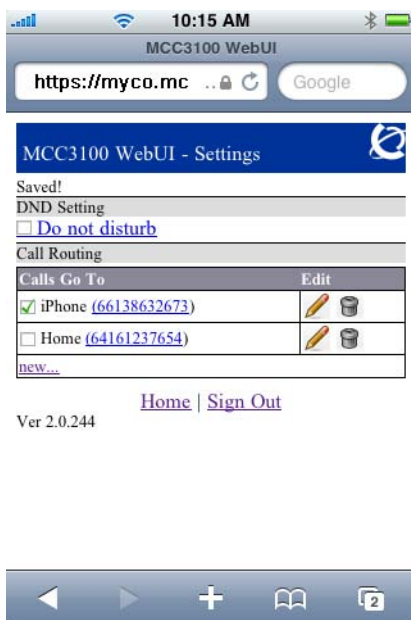 10:15 AM
MCC3100 WebUI
https://myco.mc ..
Google
MCC3100 WebUI - Settings
Saved!
DND Setting
Do not disturb
Call Routing
Calls Go To Edit
iPhone (66138632673)
Home (64161237654)
new...
Home | Sign Out
Ver 2.0.244
2